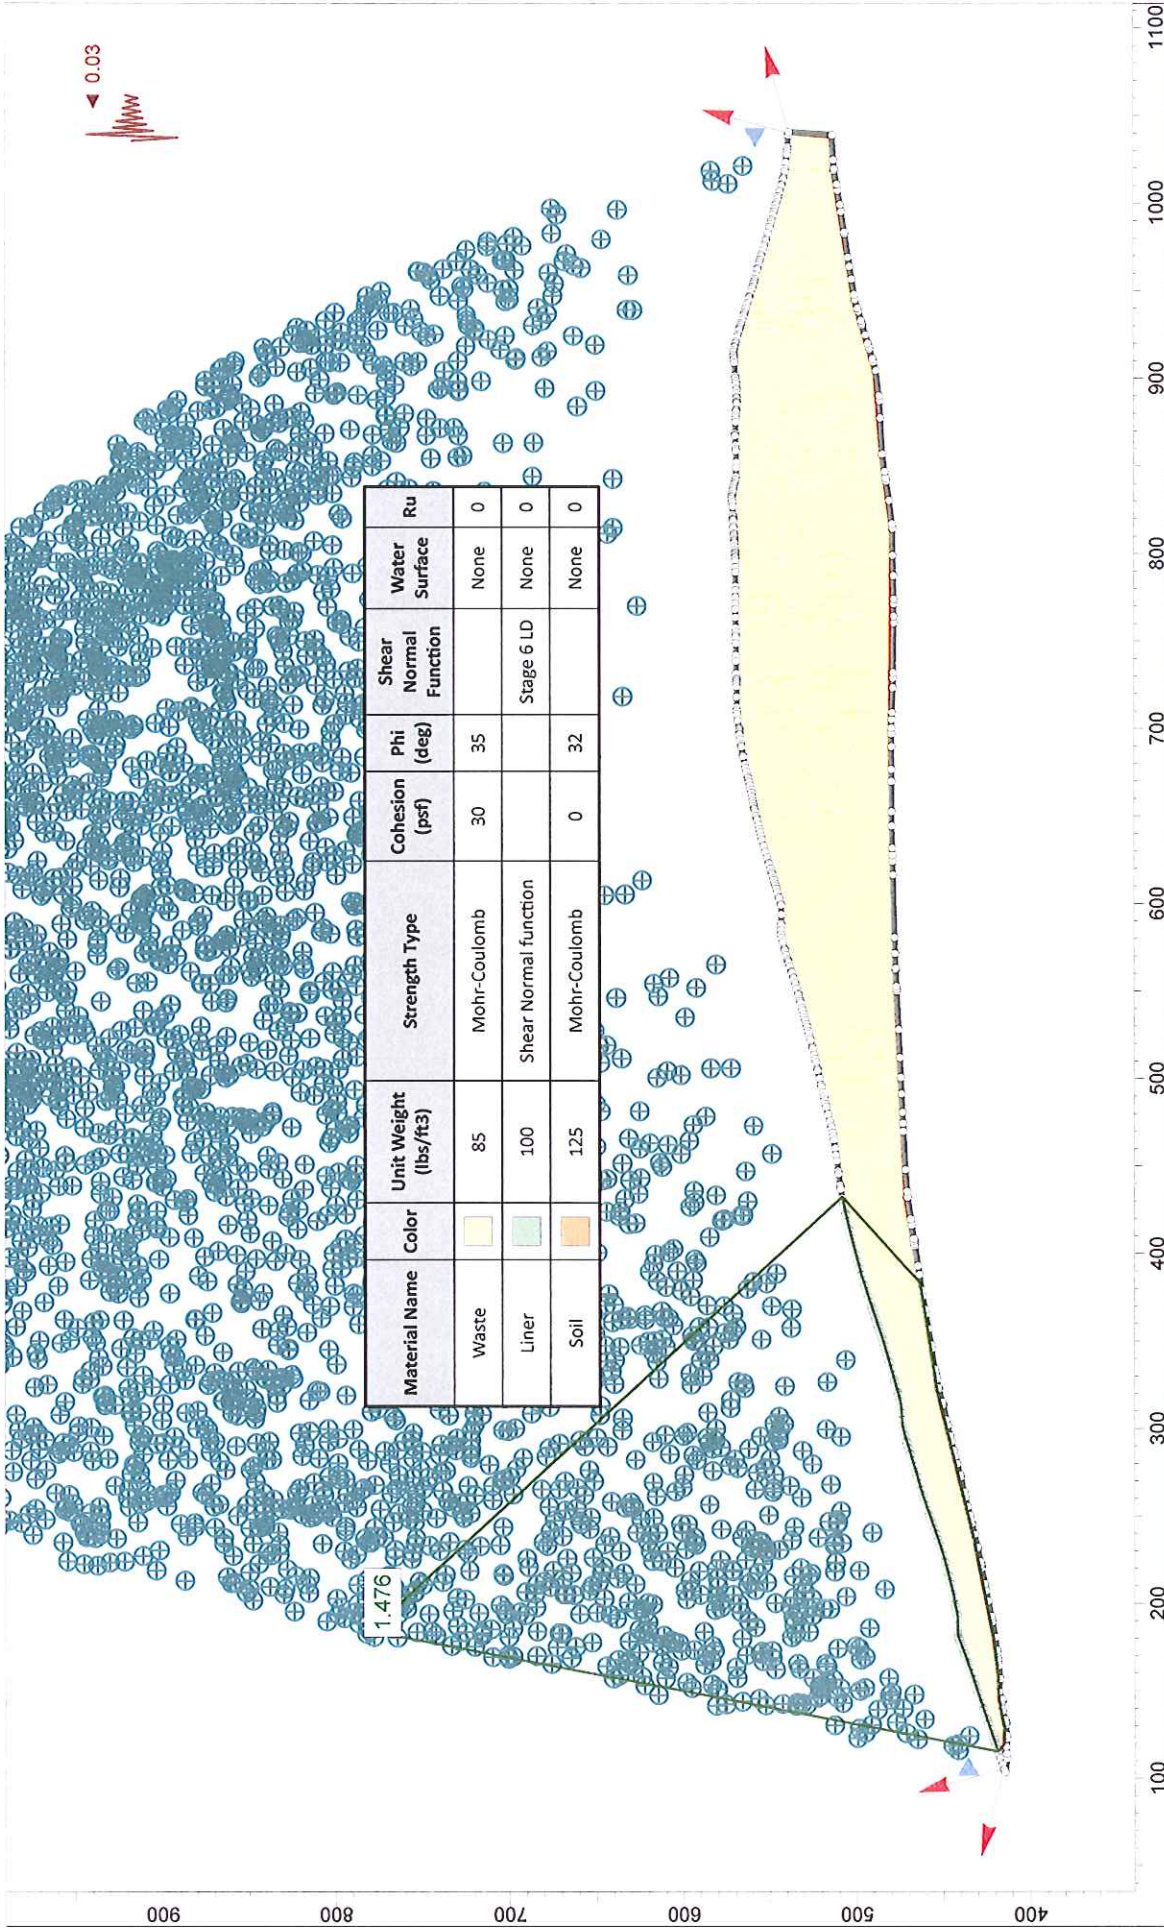 0.03
1.476
Material Name Color Unit Weight (lbs/ft3) Strength Type Cohesion (psf) Phi (deg) Shear Normal Function Water Surface Ru
Waste 85 Mohr-Coulomb 30 35 None 0
Liner 100 Shear Normal function Stage 6 LD None 0
Soil 125 Mohr-Coulomb 0 32 None 0
900
800
700
600
500
400
100 200 300 400 500 600 700 800 900 1000 1100